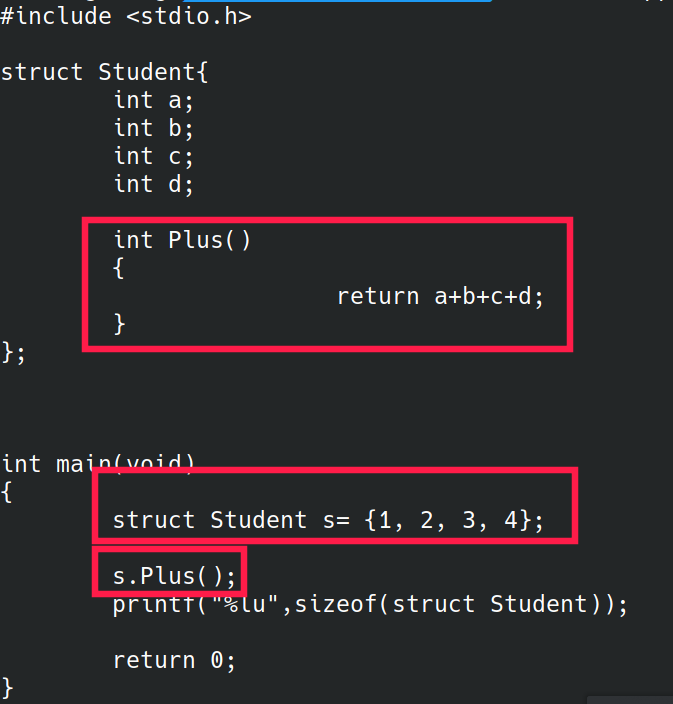 #include <stdio.h>
struct Student{
int a;
int b;
int c;
int d;
int Plus()
{
return a+b+c+d;
}
};
int main(void)
{
struct Student s= {1, 2, 3, 4};
s.Plus();
printf("%lu",sizeof(struct Student));
return 0;
}